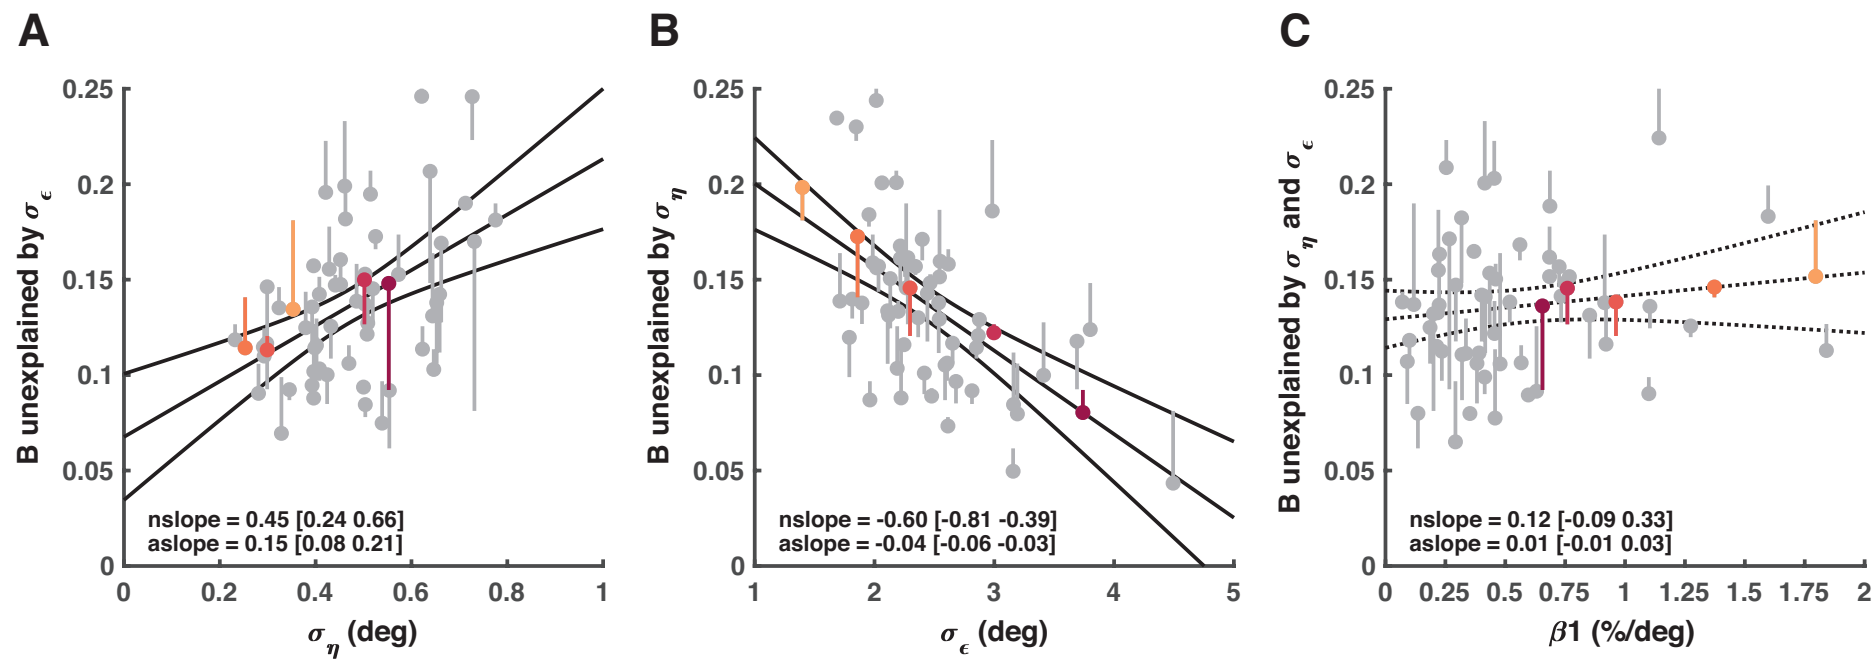 A
B unexplained by σ_ϵ
0.25
0.2
0.15
0.1
0.05
0
nslope = 0.45 [0.24 0.66]
aslope = 0.15 [0.08 0.21]
0 0.2 0.4 0.6 0.8 1
σ_η (deg)
B
B unexplained by σ_η
0.25
0.2
0.15
0.1
0.05
0
nslope = -0.60 [-0.81 -0.39]
aslope = -0.04 [-0.06 -0.03]
1 2 3 4 5
σ_ϵ (deg)
C
B unexplained by σ_η and σ_ϵ
0.25
0.2
0.15
0.1
0.05
0
nslope = 0.12 [-0.09 0.33]
aslope = 0.01 [-0.01 0.03]
0 0.25 0.5 0.75 1 1.25 1.5 1.75 2
β1 (%/deg)